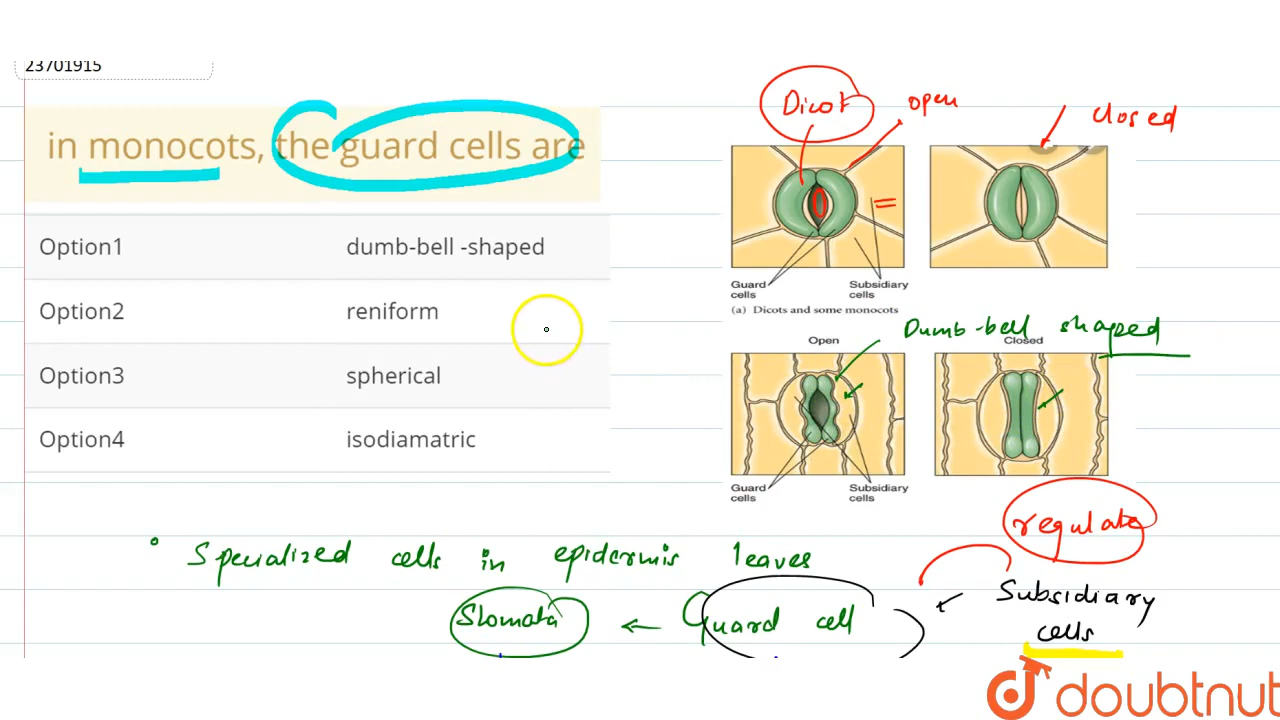 23701915
in monocots, the guard cells are
Option1 dumb-bell -shaped
Option2 reniform
Option3 spherical
Option4 isodiamatric
Dicot
open
closed
Guard cells
Subsidiary cells
(a) Dicots and some monocots
Dumb-bell shaped
Open
Closed
Guard cells
Subsidiary cells
regulate
Specialized cells in epidermis leaves
Stomata ← Guard cell
Subsidiary
cells
doubtnut